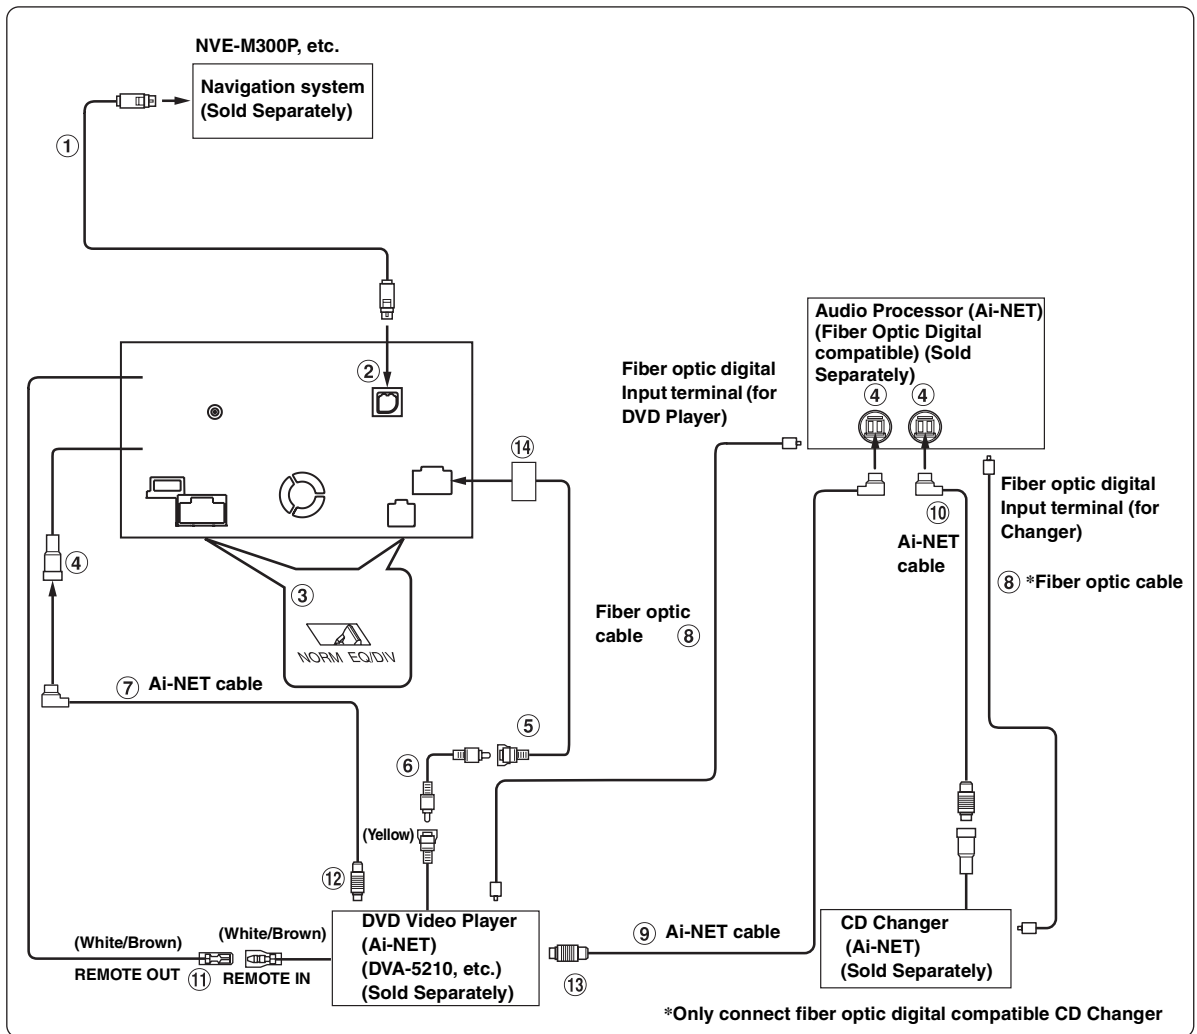 NVE-M300P, etc.
Navigation system
(Sold Separately)
①
②
Audio Processor (Ai-NET)
(Fiber Optic Digital
compatible) (Sold
Separately)
④ ④
Fiber optic digital
Input terminal (for
DVD Player)
⑭
Fiber optic digital
Input terminal (for
Changer)
⑩
Ai-NET
cable
④
⑧ *Fiber optic cable
③
NORM EQ/DIV
Fiber optic
cable ⑧
⑦ Ai-NET cable
⑤
⑥
(Yellow)
⑫
DVD Video Player
(Ai-NET)
(DVA-5210, etc.)
(Sold Separately)
CD Changer
(Ai-NET)
(Sold Separately)
⑨ Ai-NET cable
⑬
(White/Brown)
REMOTE OUT
⑪
(White/Brown)
REMOTE IN
*Only connect fiber optic digital compatible CD Changer